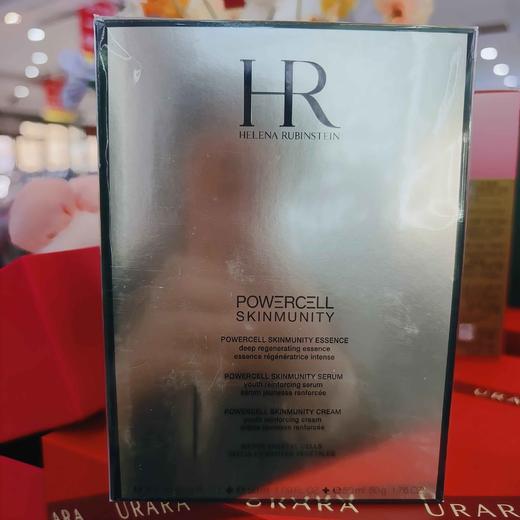 HR
HELENA RUBINSTEIN
POWERCELL
SKINMUNITY
POWERCELL SKINMUNITY ESSENCE
deep regenerating essence
essence régénératrice intense
POWERCELL SKINMUNITY SERUM
youth reinforcing serum
sérum jeunesse renforcée
POWERCELL SKINMUNITY CREAM
youth reinforcing cream
crème jeunesse renforcée
URARA
ARA URARA URARA